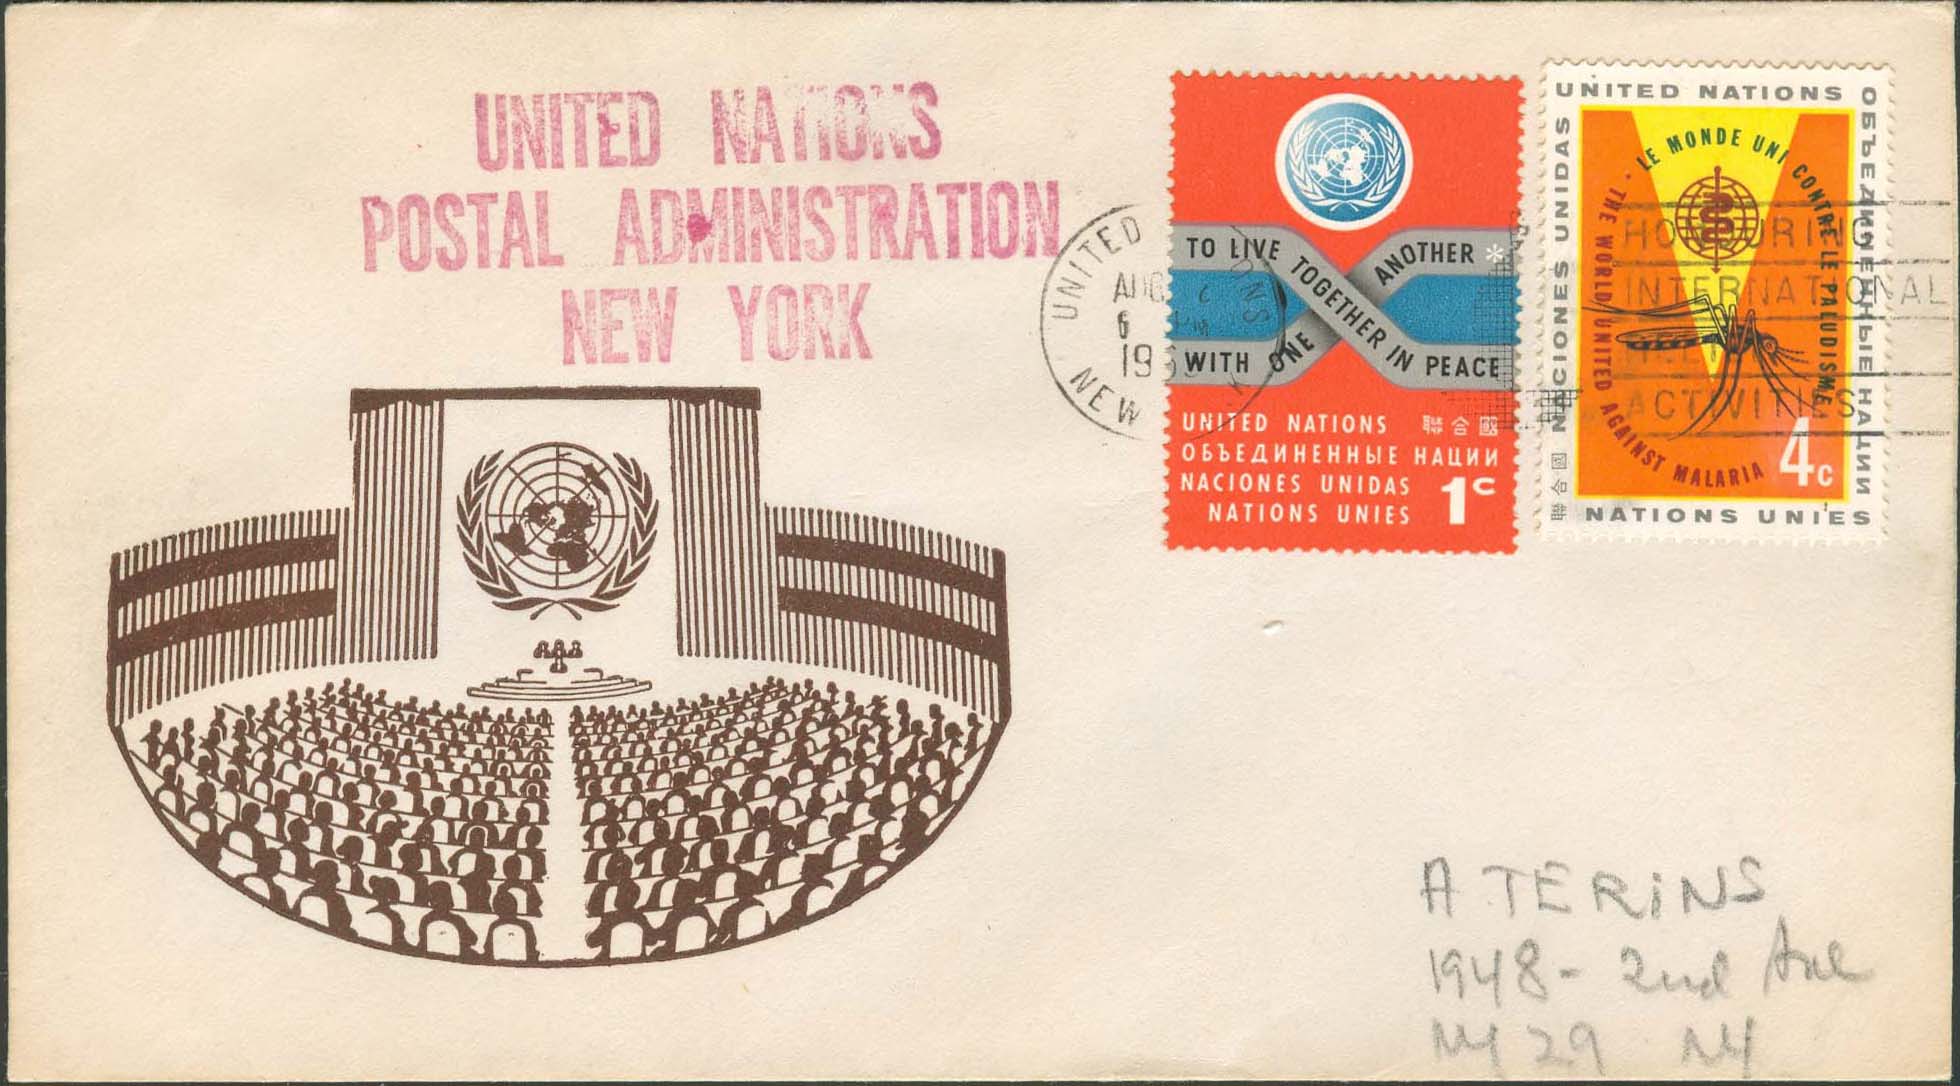 UNITED NATIONS
POSTAL ADMINISTRATION
NEW YORK
UNITED
AUG
6 PM
NEW
TO LIVE TOGETHER IN PEACE
WITH ONE ANOTHER
UNITED NATIONS 聯合國
ОБЪЕДИНЕННЫЕ НАЦИИ
NACIONES UNIDAS
NATIONS UNIES
1c
UNITED NATIONS
ОБЪЕДИНЕННЫЕ НАЦИИ
NACIONES UNIDAS
聯合國
NATIONS UNIES
LE MONDE UNI CONTRE LE PALUDISME
THE WORLD UNITED AGAINST MALARIA
4c
HONOURING
INTERNATIONAL
ACTIVITIES
A TERINS
1948 - 2nd Ave
NY 29 NY